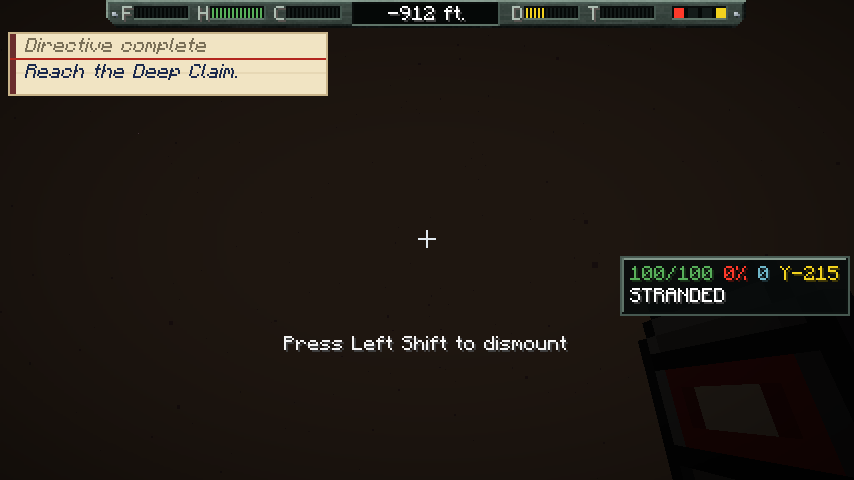 F H C -912 ft. D T
Directive complete
Reach the Deep Claim.
100/100 0% 0 Y-215
STRANDED
Press Left Shift to dismount